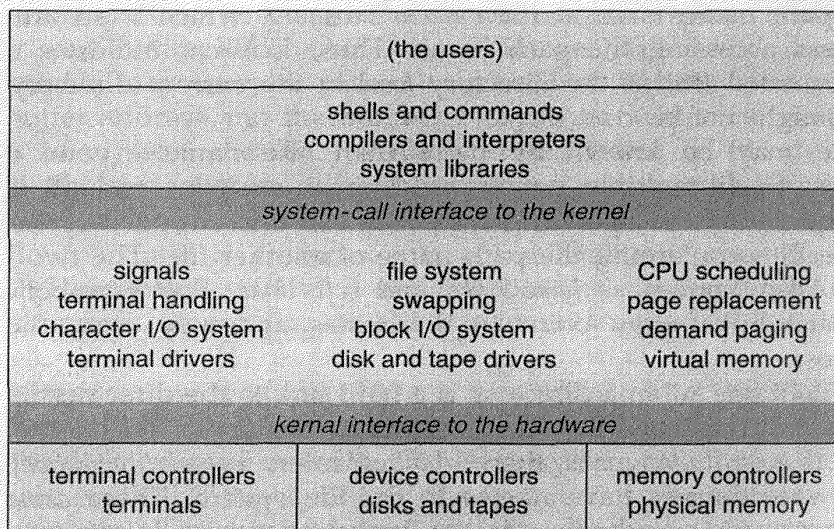 (the users)
shells and commands
compilers and interpreters
system libraries
system-call interface to the kernel
signals
terminal handling
character I/O system
terminal drivers
file system
swapping
block I/O system
disk and tape drivers
CPU scheduling
page replacement
demand paging
virtual memory
kernal interface to the hardware
terminal controllers
terminals
device controllers
disks and tapes
memory controllers
physical memory